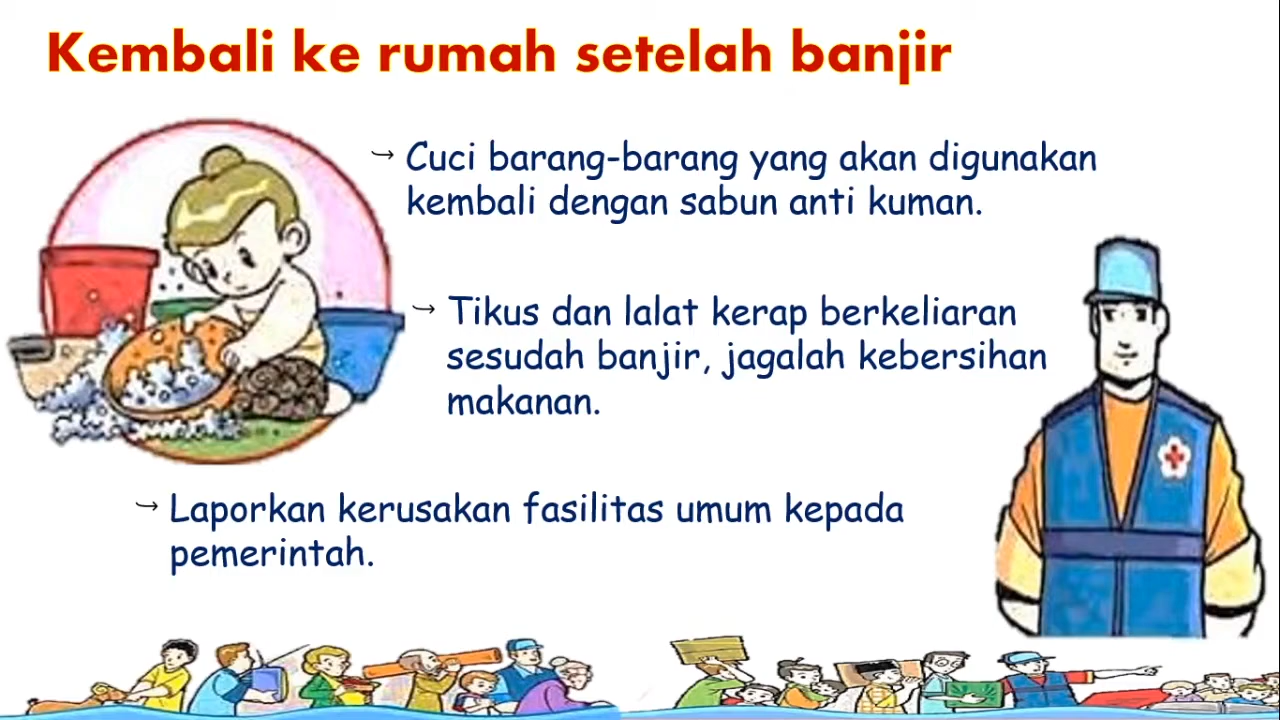 Kembali ke rumah setelah banjir
Cuci barang-barang yang akan digunakan
kembali dengan sabun anti kuman.
Tikus dan lalat kerap berkeliaran
sesudah banjir, jagalah kebersihan
makanan.
Laporkan kerusakan fasilitas umum kepada
pemerintah.